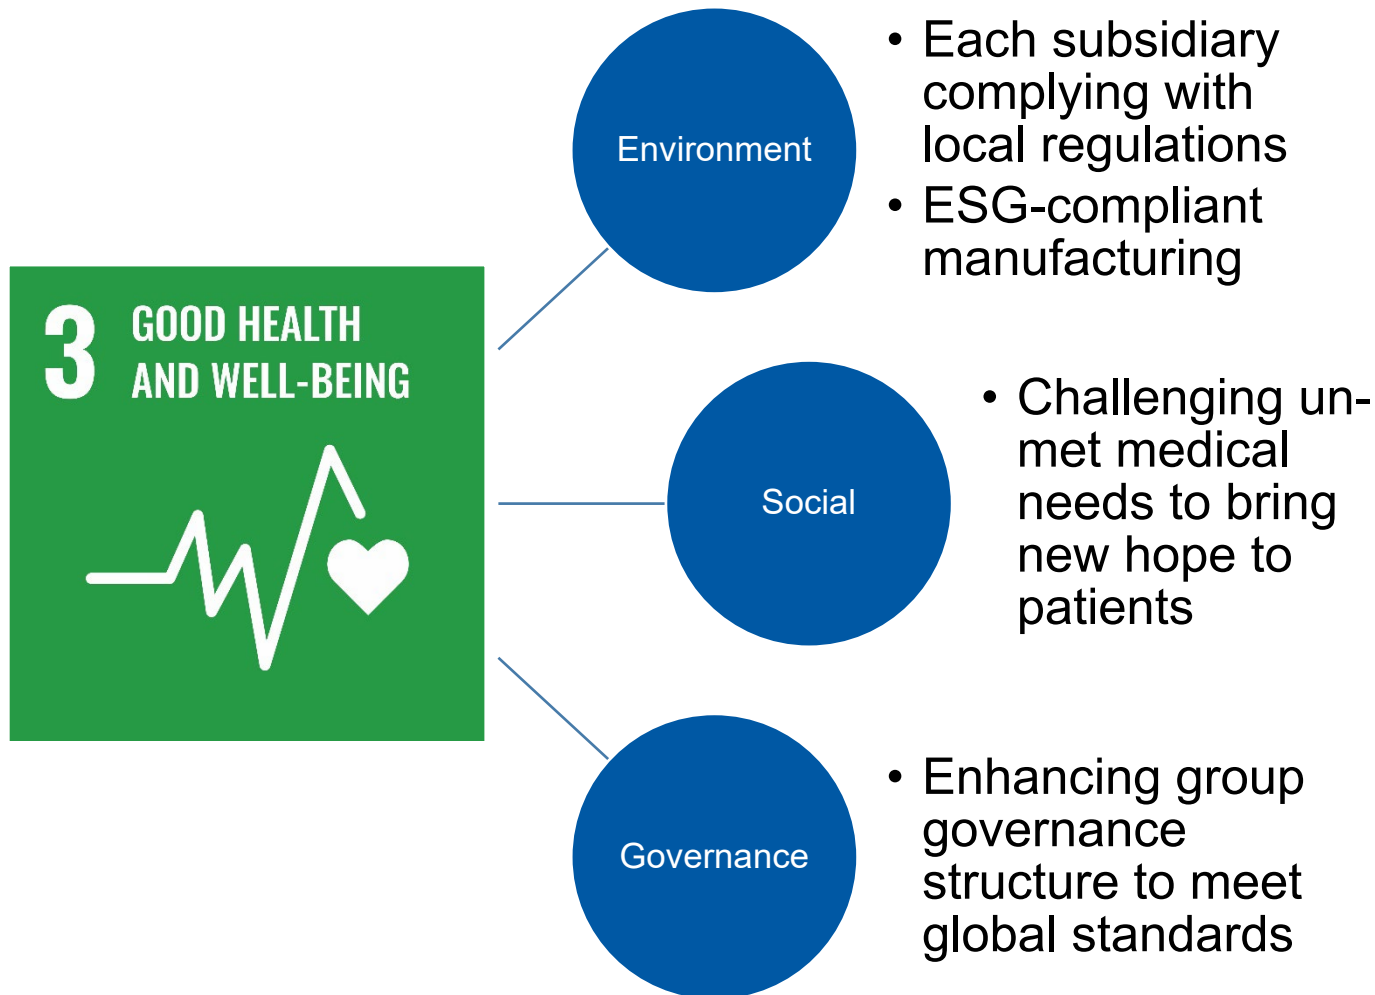 3
GOOD HEALTH
AND WELL-BEING
Environment
• Each subsidiary
complying with
local regulations
• ESG-compliant
manufacturing
Social
• Challenging un-
met medical
needs to bring
new hope to
patients
Governance
• Enhancing group
governance
structure to meet
global standards